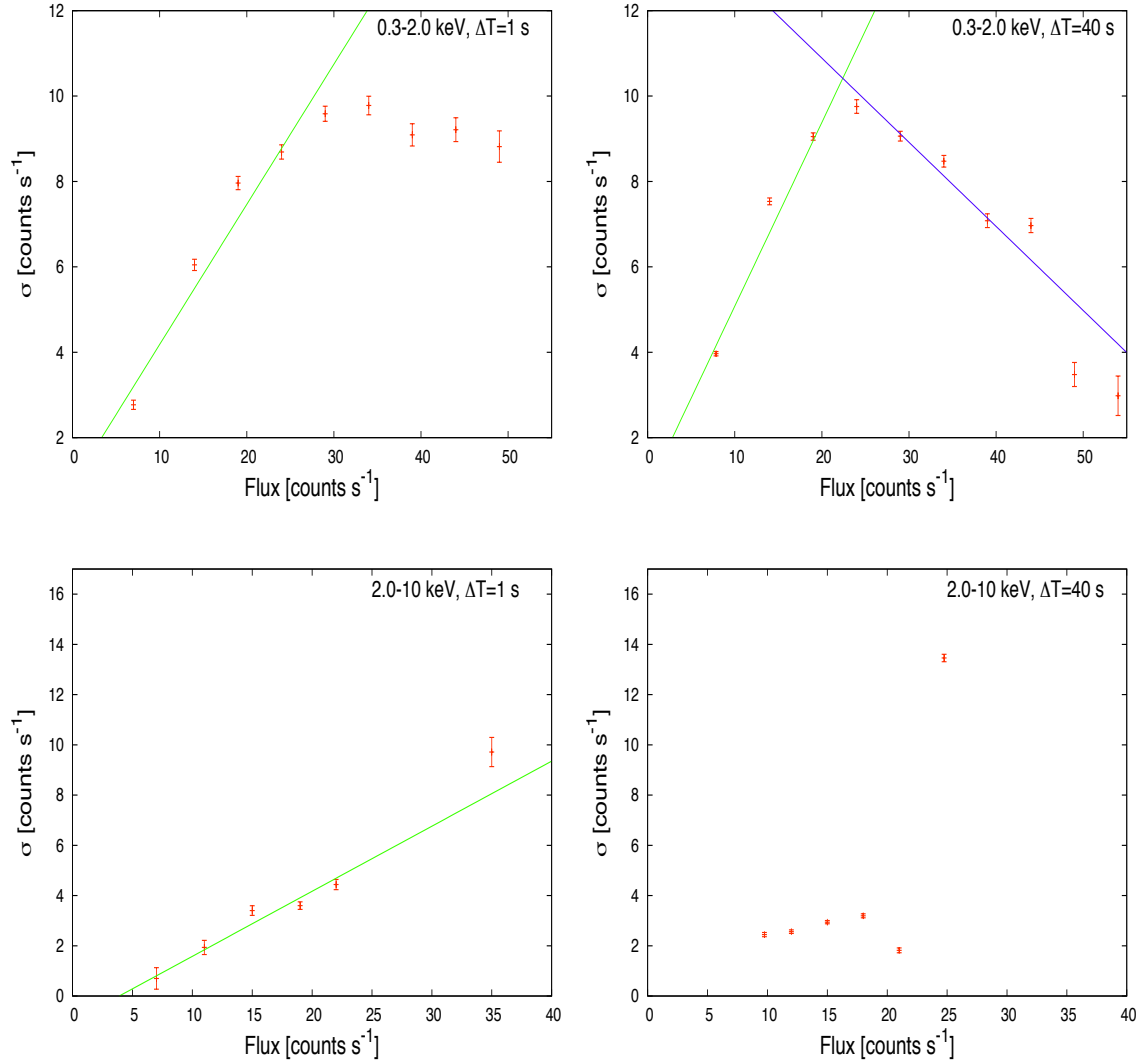 0.3-2.0 keV, ΔT=1 s
12
10
8
6
4
2
σ [counts s⁻¹]
0 10 20 30 40 50
Flux [counts s⁻¹]
0.3-2.0 keV, ΔT=40 s
12
10
8
6
4
2
σ [counts s⁻¹]
0 10 20 30 40 50
Flux [counts s⁻¹]
2.0-10 keV, ΔT=1 s
16
14
12
10
8
6
4
2
0
σ [counts s⁻¹]
0 5 10 15 20 25 30 35 40
Flux [counts s⁻¹]
2.0-10 keV, ΔT=40 s
16
14
12
10
8
6
4
2
0
σ [counts s⁻¹]
0 5 10 15 20 25 30 35 40
Flux [counts s⁻¹]